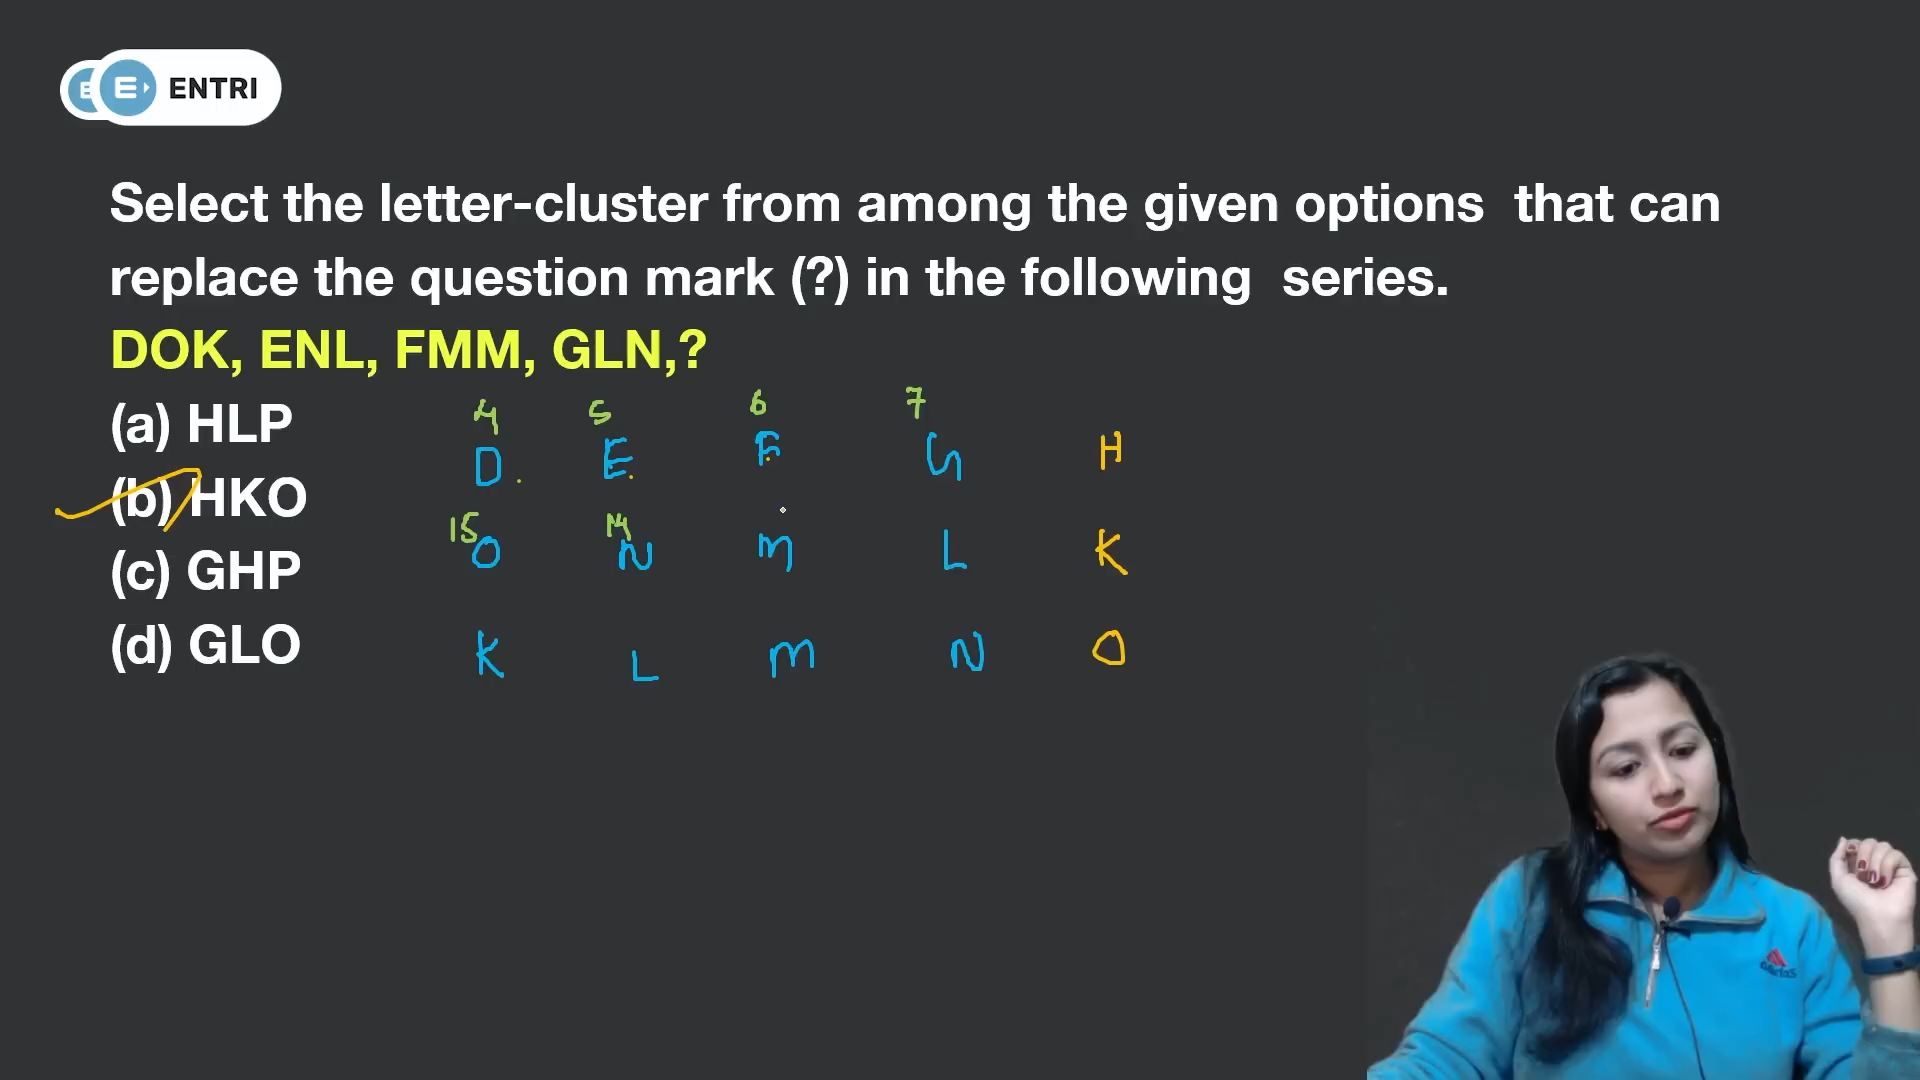 E E ENTRI
Select the letter-cluster from among the given options that can
replace the question mark (?) in the following series.
DOK, ENL, FMM, GLN,?
(a) HLP
(b) HKO
(c) GHP
(d) GLO
4 5 6 7
D E F G H
15 14
O N M L K
K L M N O
adidas